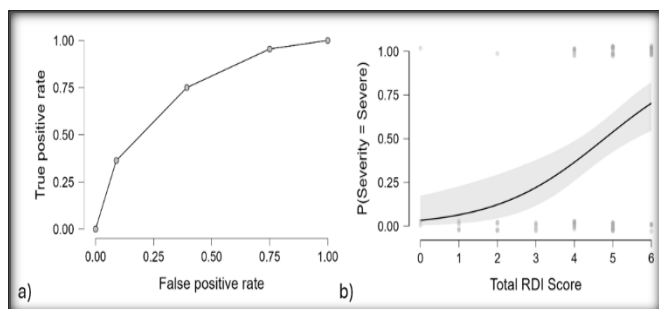 True positive rate
1.00
0.75
0.50
0.25
0.00
0.00 0.25 0.50 0.75 1.00
False positive rate
a)
P(Severity = Severe)
1.00
0.75
0.50
0.25
0.00
0 1 2 3 4 5 6
Total RDI Score
b)